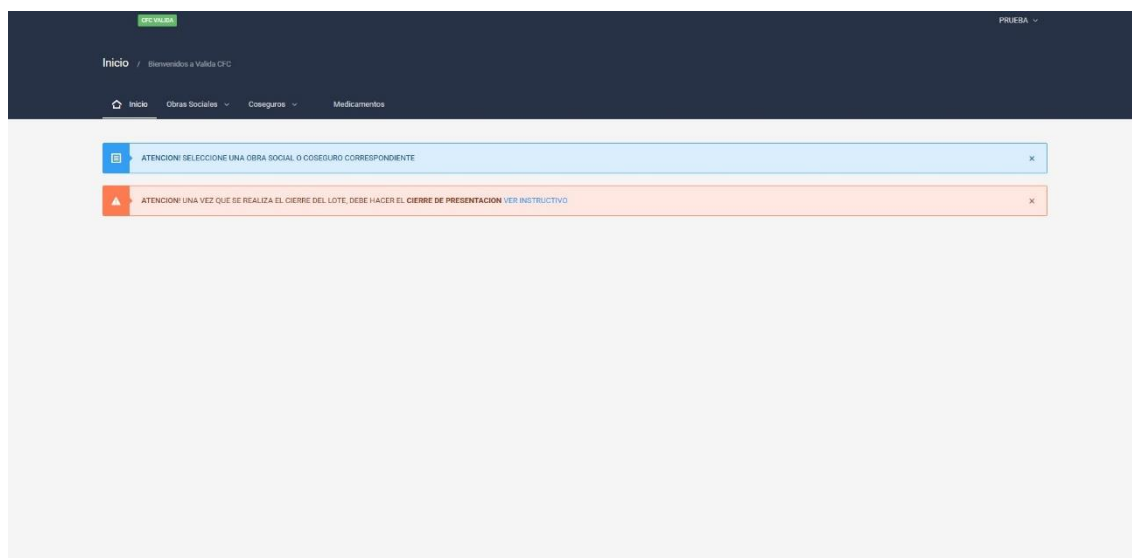 CFC VALIDA
PRUEBA
Inicio / Bienvenidos a Valida CFC
Inicio Obras Sociales Coseguros Medicamentos
ATENCION! SELECCIONE UNA OBRA SOCIAL O COSEGURO CORRESPONDIENTE
ATENCION! UNA VEZ QUE SE REALIZA EL CIERRE DEL LOTE, DEBE HACER EL CIERRE DE PRESENTACION VER INSTRUCTIVO